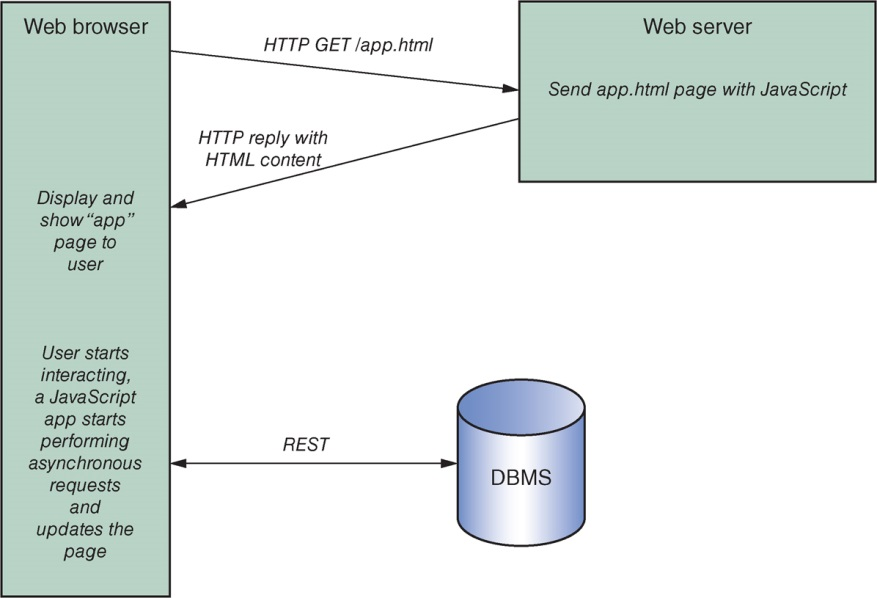 Web browser
HTTP GET /app.html
Web server
Send app.html page with JavaScript
HTTP reply with
HTML content
Display and
show “app”
page to
user
User starts
interacting,
a JavaScript
app starts
performing
asynchronous
requests
and
updates the
page
REST
DBMS